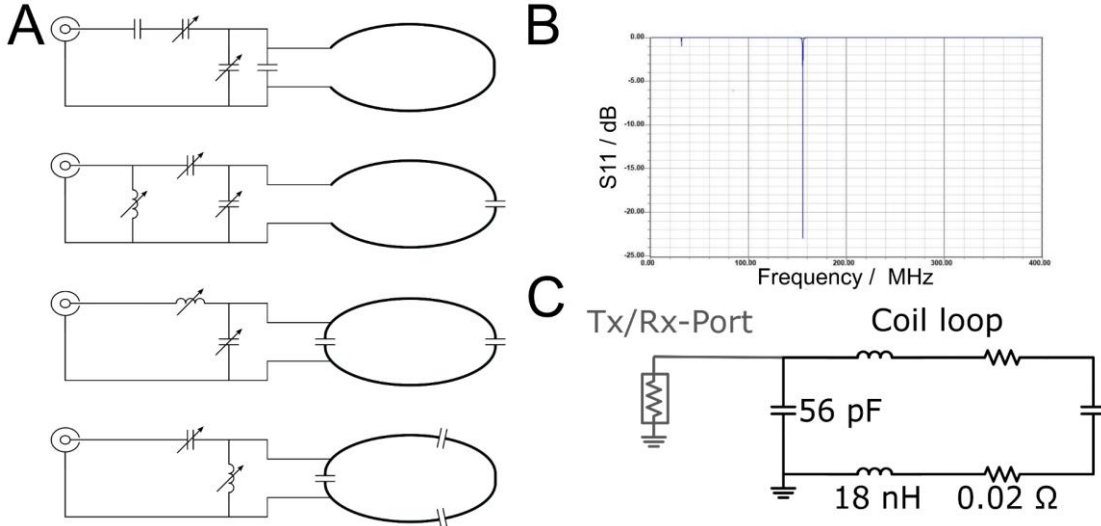 A
B
S11 / dB
0.00
-5.00
-10.00
-15.00
-20.00
-25.00
0.00 100.00 200.00 300.00 400.00
Frequency / MHz
C
Tx/Rx-Port Coil loop
56 pF
18 nH 0.02 Ω